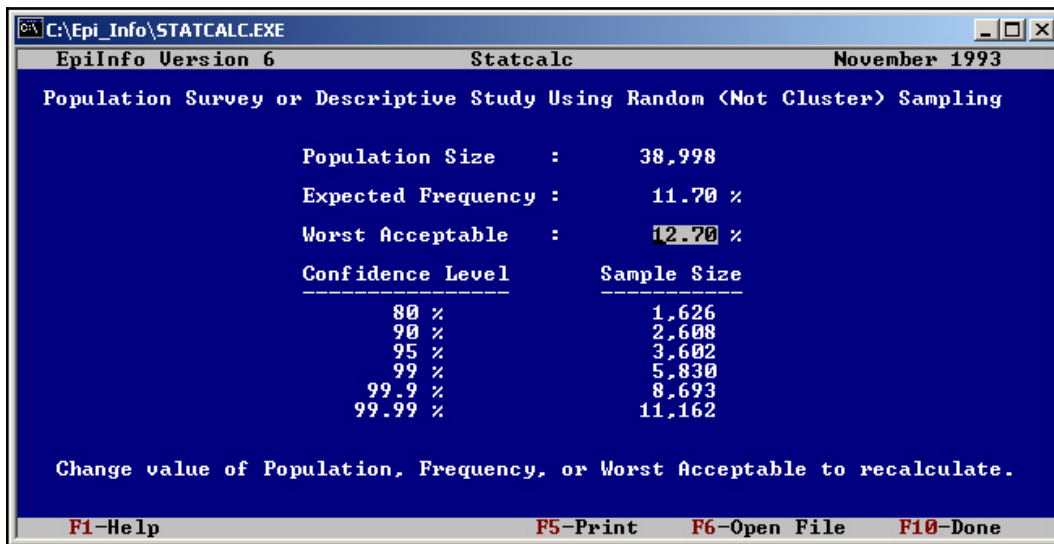 C:\Epi_Info\STATCALC.EXE
EpiInfo Version 6 Statcalc November 1993
Population Survey or Descriptive Study Using Random (Not Cluster) Sampling
Population Size : 38,998
Expected Frequency : 11.70 %
Worst Acceptable : 12.70 %
Confidence Level Sample Size
80 % 1,626
90 % 2,608
95 % 3,602
99 % 5,830
99.9 % 8,693
99.99 % 11,162
Change value of Population, Frequency, or Worst Acceptable to recalculate.
F1-Help F5-Print F6-Open File F10-Done